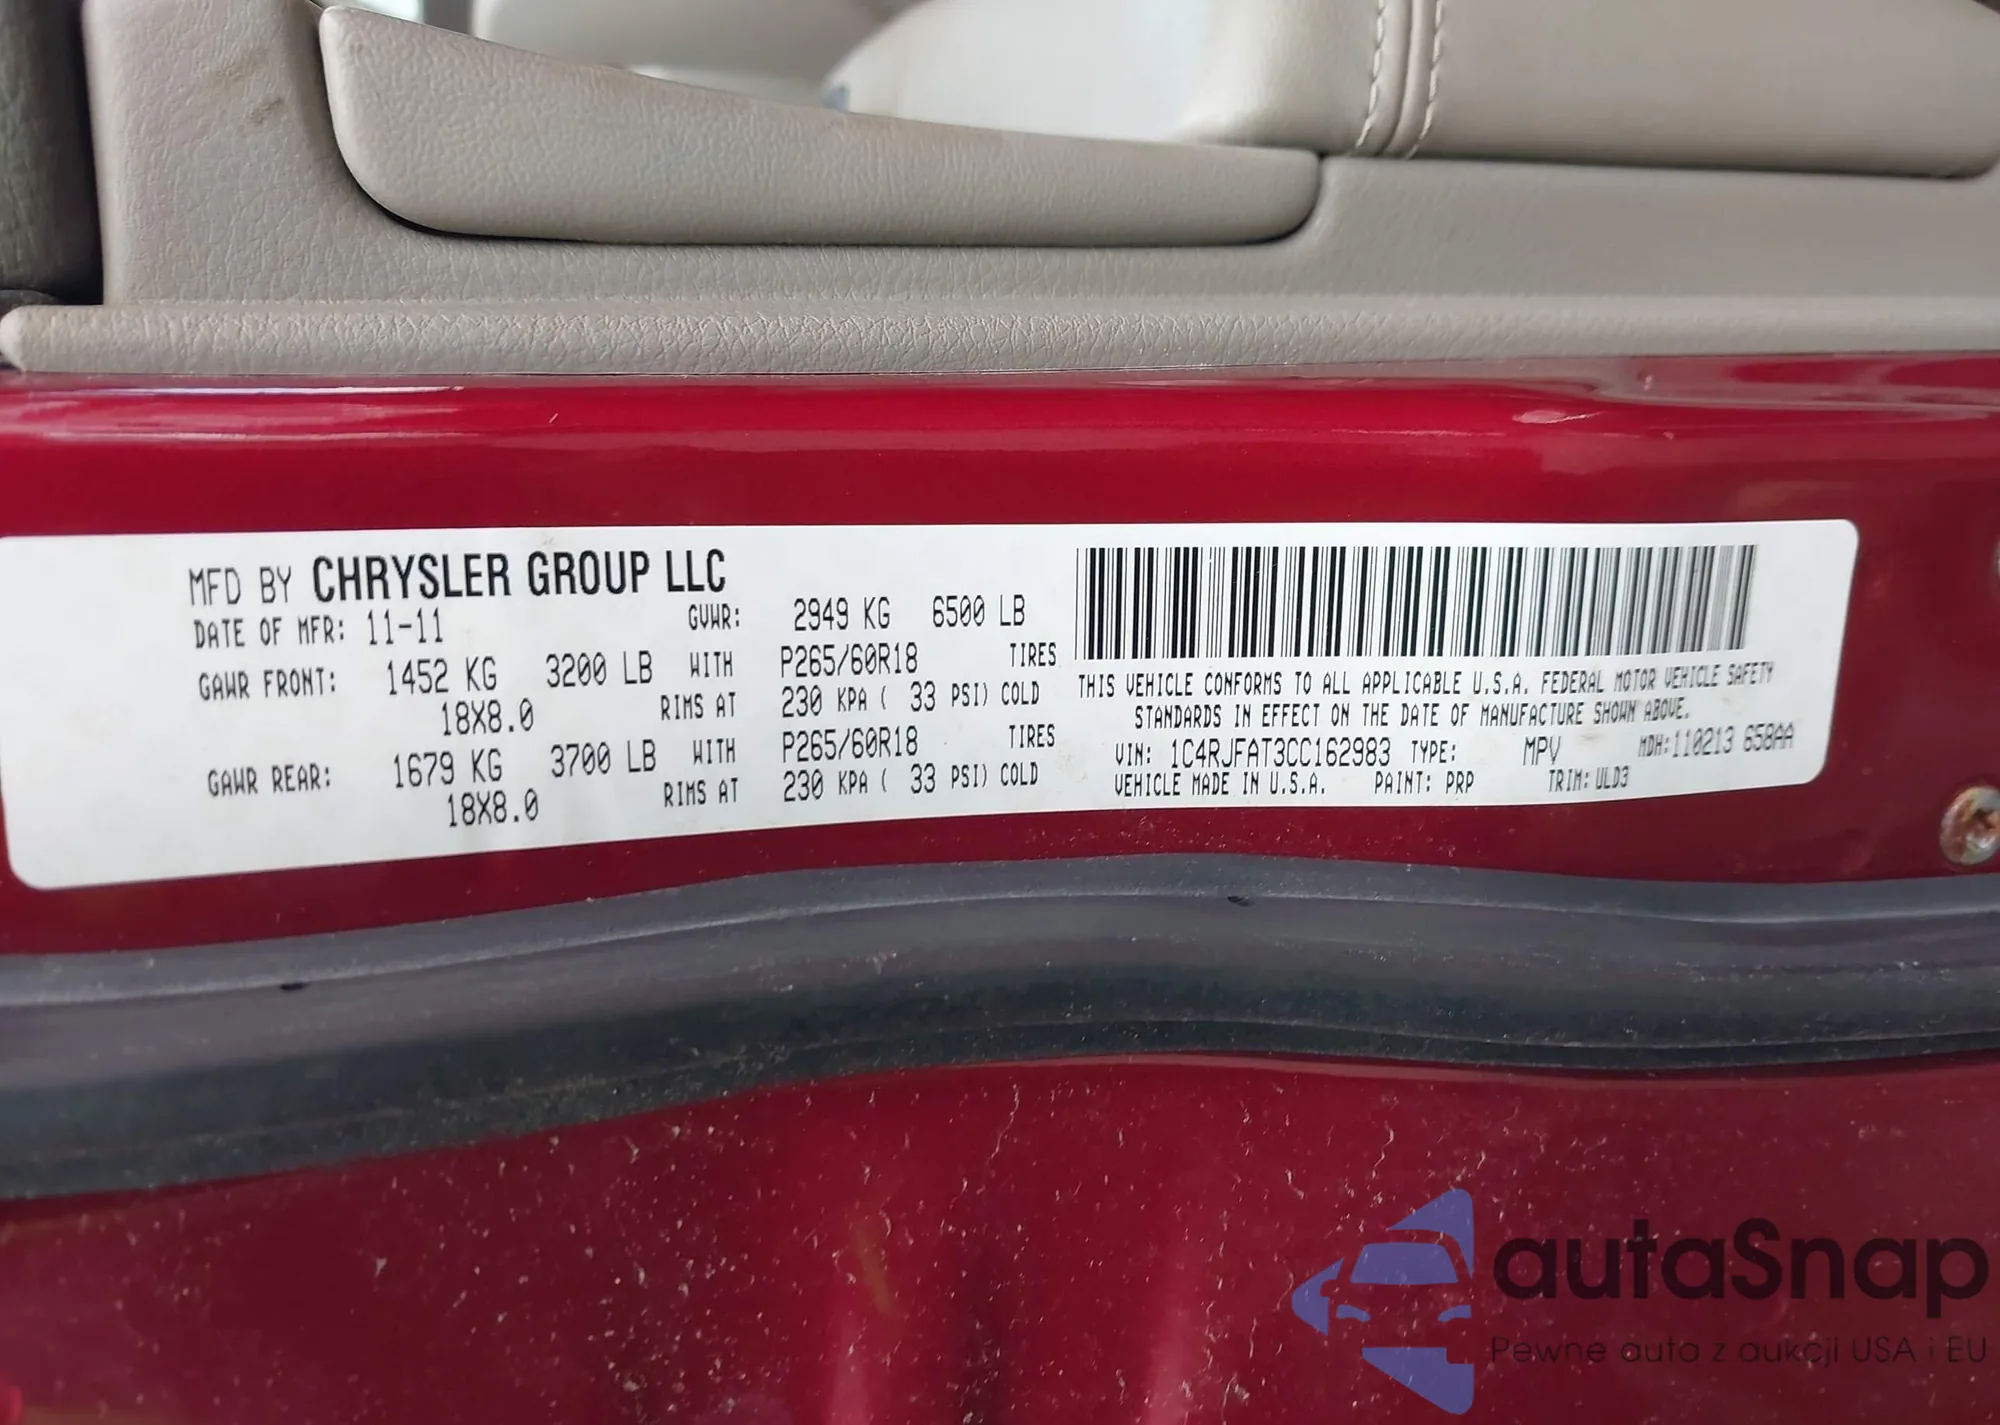 MFD BY CHRYSLER GROUP LLC
DATE OF MFR: 11-11 GVWR: 2949 KG 6500 LB
GAWR FRONT: 1452 KG 3200 LB WITH P265/60R18 TIRES
18X8.0 RIMS AT 230 KPA ( 33 PSI) COLD
GAWR REAR: 1679 KG 3700 LB WITH P265/60R18 TIRES
18X8.0 RIMS AT 230 KPA ( 33 PSI) COLD
THIS VEHICLE CONFORMS TO ALL APPLICABLE U.S.A. FEDERAL MOTOR VEHICLE SAFETY
STANDARDS IN EFFECT ON THE DATE OF MANUFACTURE SHOWN ABOVE.
VIN: 1C4RJFAT3CC162983 TYPE: MPV MDH:110213 658AA
VEHICLE MADE IN U.S.A. PAINT: PRP TRIM: ULD3
autaSnap
Pewne auta z aukcji USA i EU